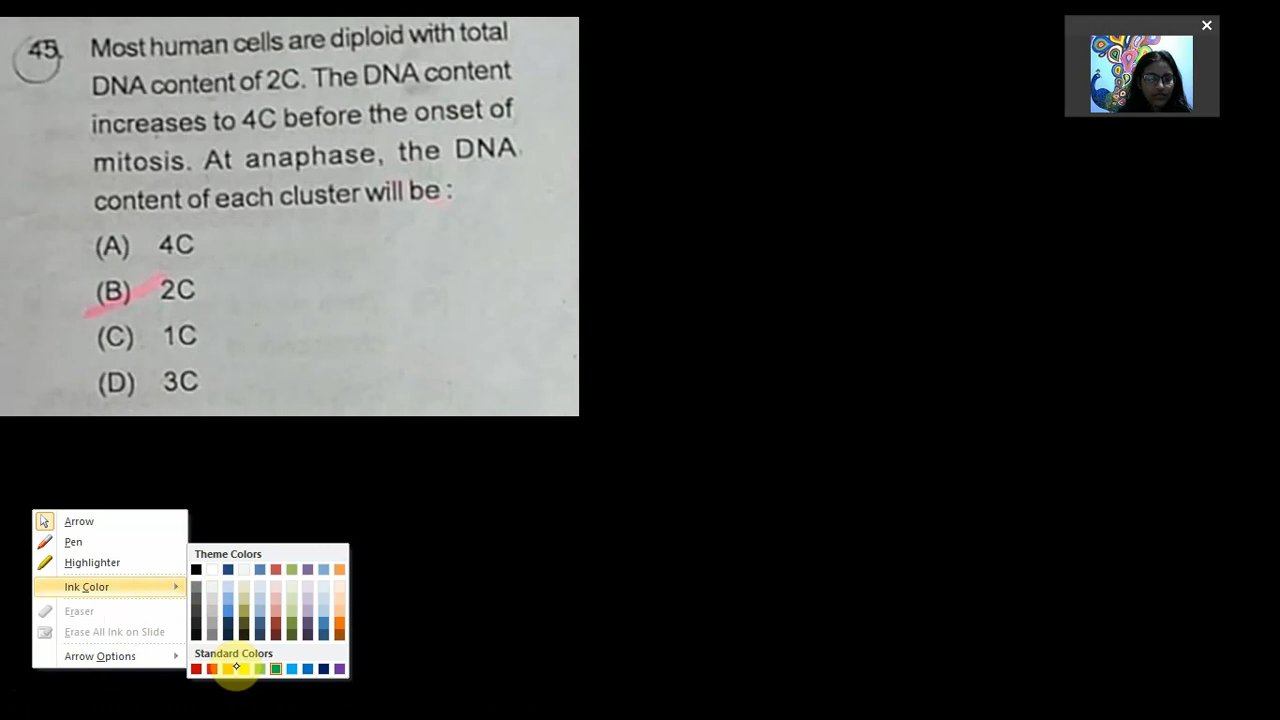 45. Most human cells are diploid with total
DNA content of 2C. The DNA content
increases to 4C before the onset of
mitosis. At anaphase, the DNA
content of each cluster will be :
(A) 4C
(B) 2C
(C) 1C
(D) 3C
Arrow
Pen
Highlighter
Ink Color
Eraser
Erase All Ink on Slide
Arrow Options
Theme Colors
Standard Colors